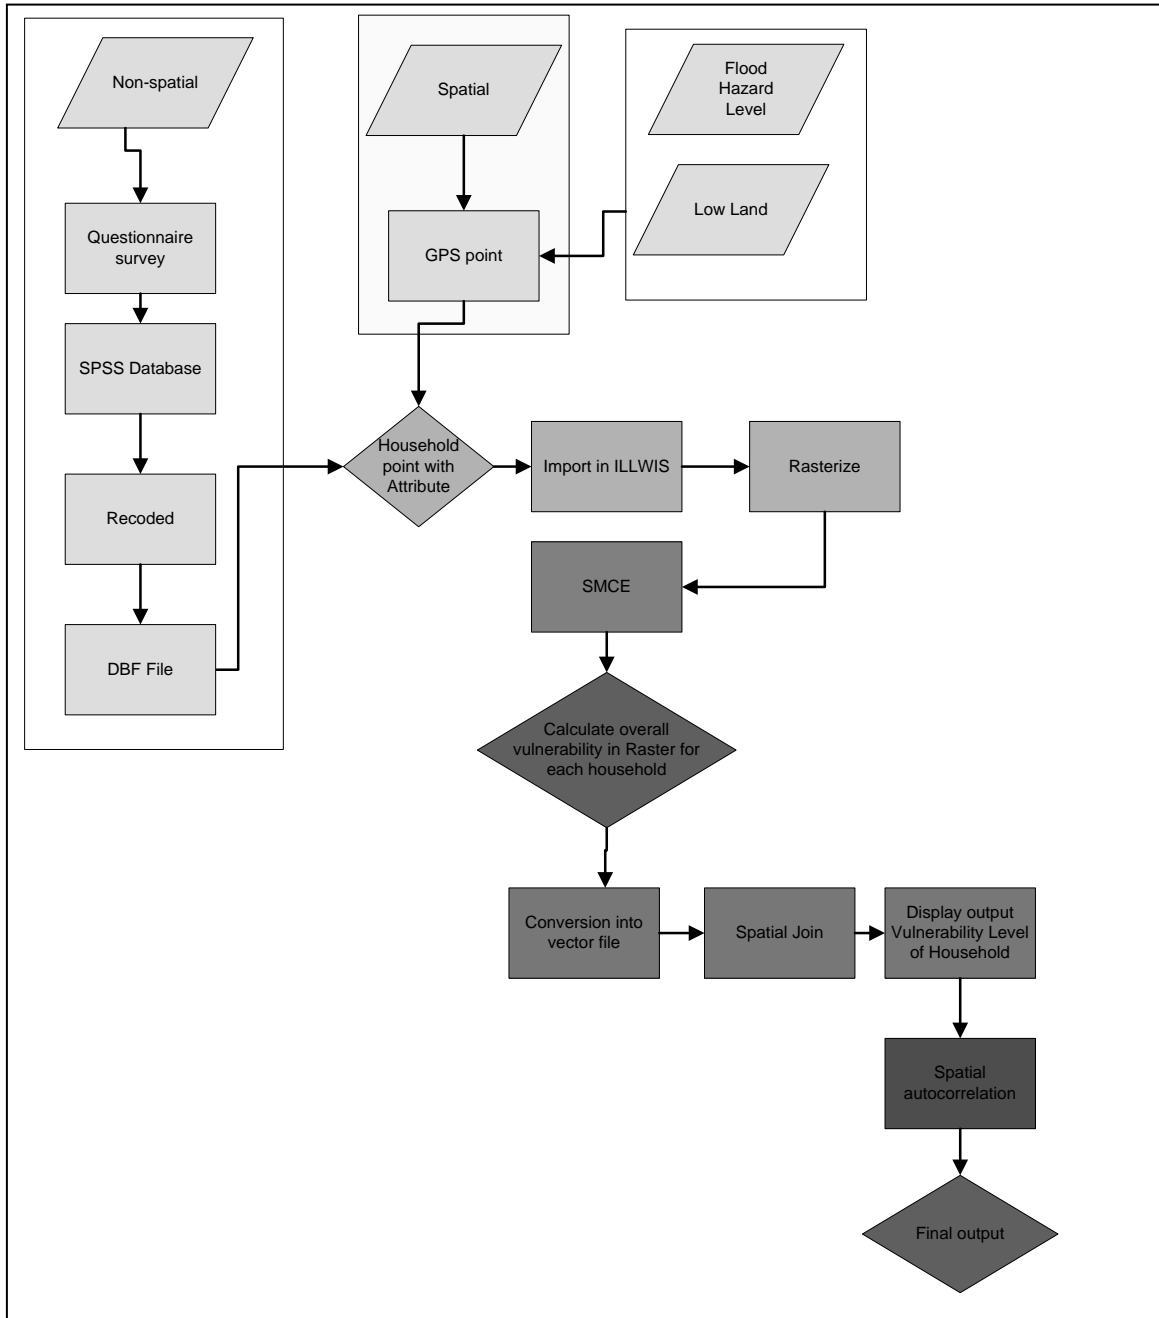 Non-spatial
Questionnaire
survey
SPSS Database
Recoded
DBF File
Spatial
GPS point
Flood
Hazard
Level
Low Land
Household
point with
Attribute
Import in ILLWIS
Rasterize
SMCE
Calculate overall
vulnerability in Raster for
each household
Conversion into
vector file
Spatial Join
Display output
Vulnerability Level
of Household
Spatial
autocorrelation
Final output